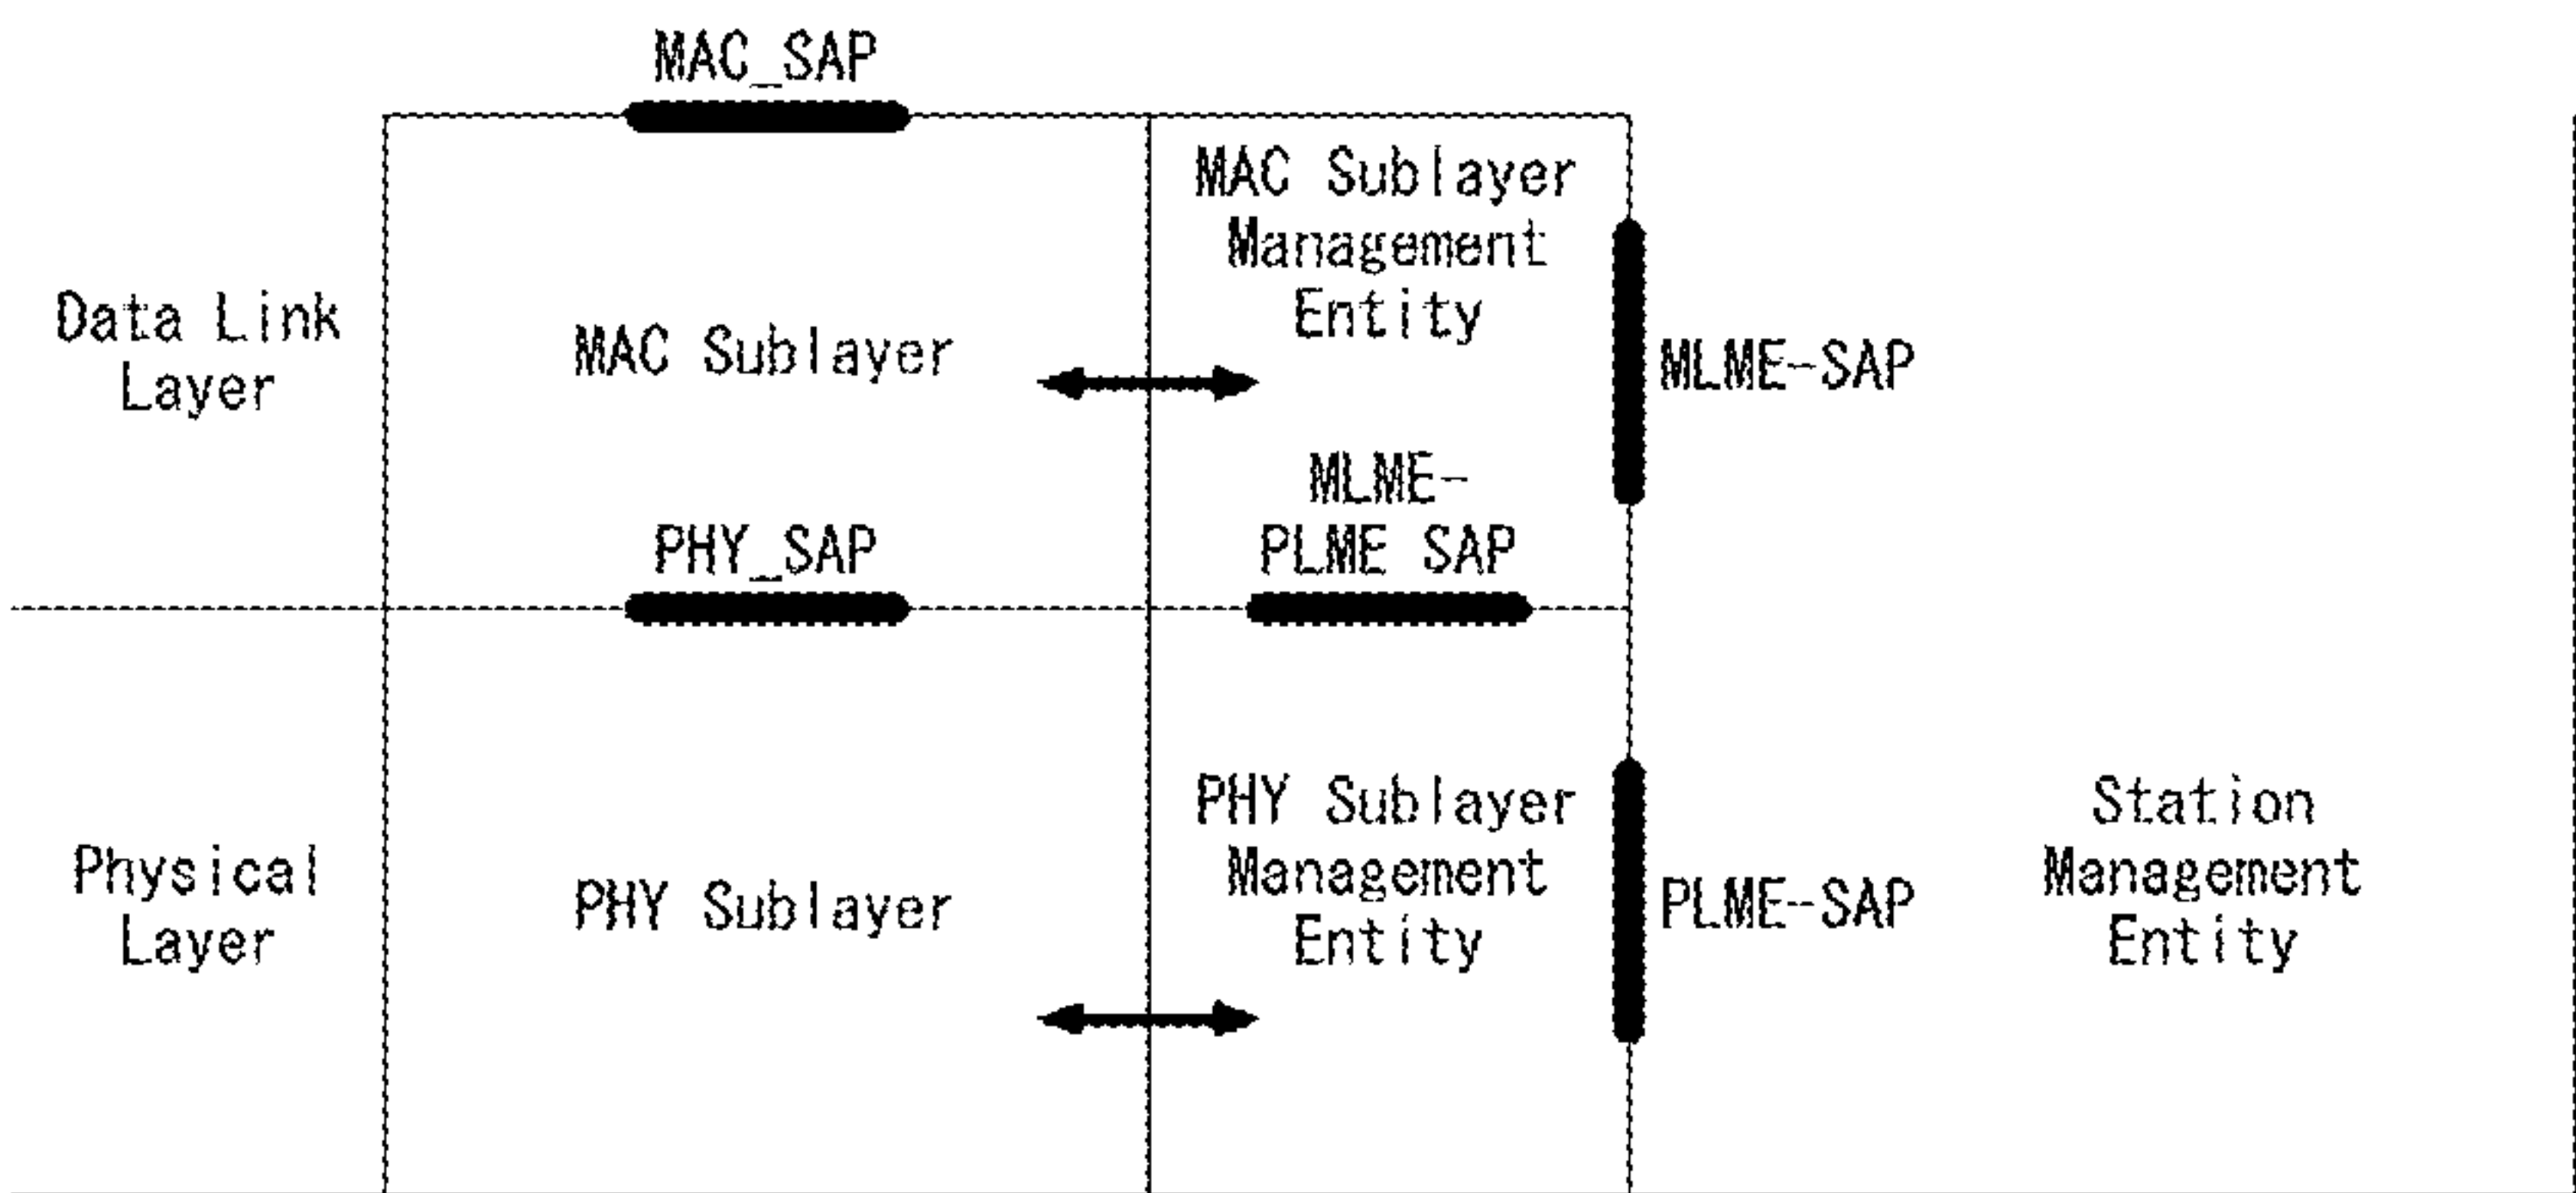 MAC_SAP
Data Link
Layer
MAC Sublayer
MAC Sublayer
Management
Entity
MLME-SAP
PHY_SAP
MLME-
PLME SAP
Physical
Layer
PHY Sublayer
PHY Sublayer
Management
Entity
PLME-SAP
Station
Management
Entity